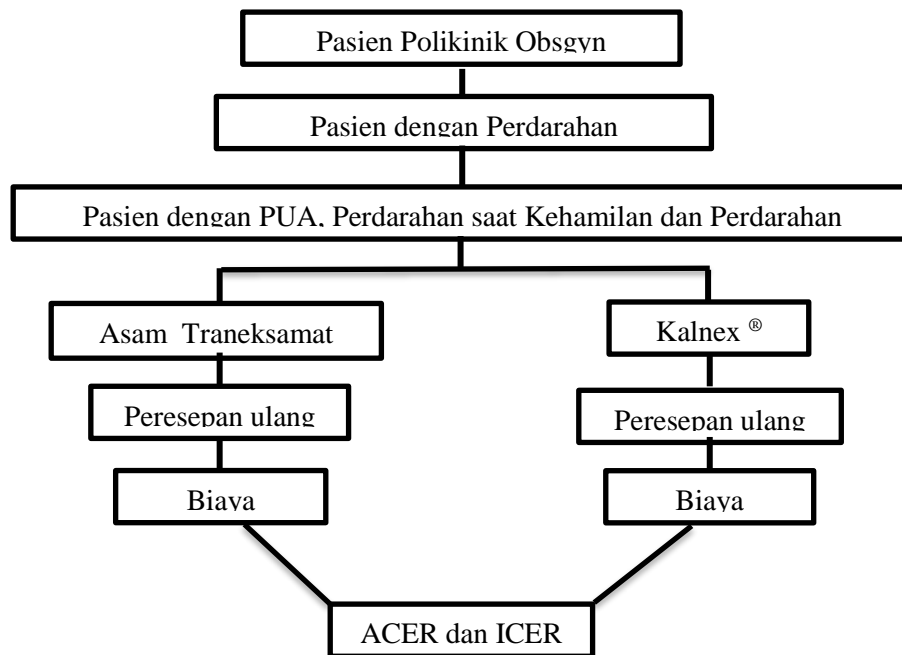 Pasien Polikinik Obsgyn
Pasien dengan Perdarahan
Pasien dengan PUA, Perdarahan saat Kehamilan dan Perdarahan
Asam Traneksamat
Kalnex ®
Peresepan ulang
Peresepan ulang
Biaya
Biaya
ACER dan ICER